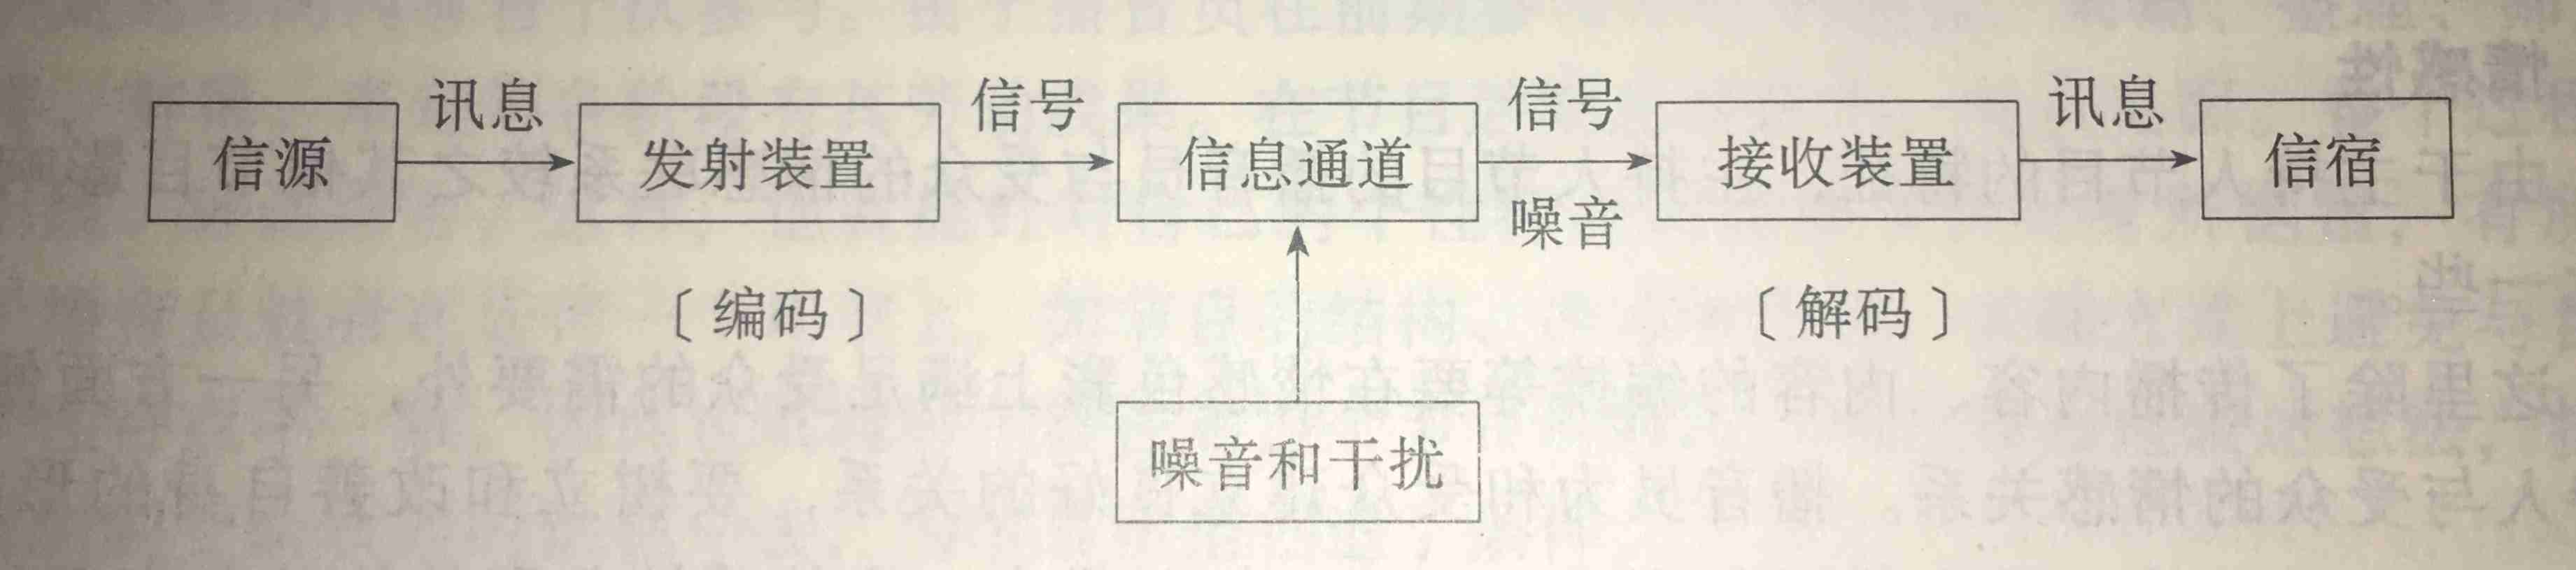 讯息 信号 信号 讯息
信源 发射装置 信息通道 接收装置 信宿
噪音
〔编码〕 〔解码〕
噪音和干扰